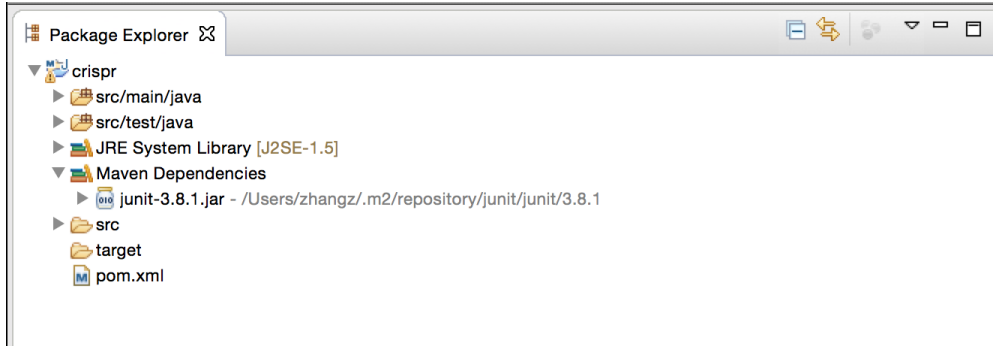 Package Explorer
crispr
src/main/java
src/test/java
JRE System Library [J2SE-1.5]
Maven Dependencies
junit-3.8.1.jar - /Users/zhangz/.m2/repository/junit/junit/3.8.1
src
target
pom.xml